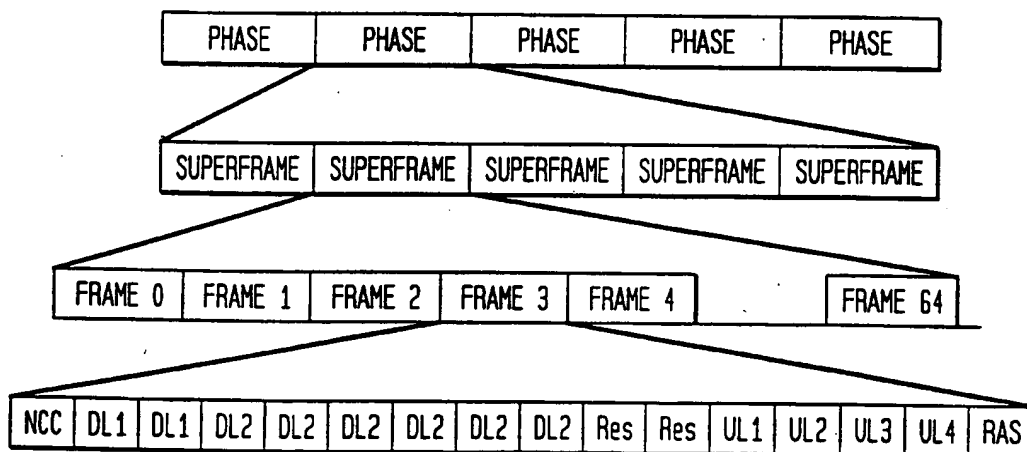 PHASE PHASE PHASE PHASE PHASE
SUPERFRAME SUPERFRAME SUPERFRAME SUPERFRAME SUPERFRAME
FRAME 0 FRAME 1 FRAME 2 FRAME 3 FRAME 4 FRAME 64
NCC DL1 DL1 DL2 DL2 DL2 DL2 DL2 DL2 Res Res UL1 UL2 UL3 UL4 RAS